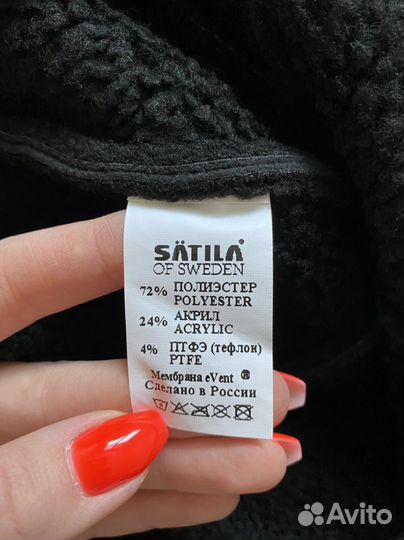 SÄTILA
OF SWEDEN
72% ПОЛИЭСТЕР
POLYESTER
24% АКРИЛ
ACRYLIC
4% ПТФЭ (тефлон)
PTFE
Мембрана eVent ®
Сделано в России
Avito